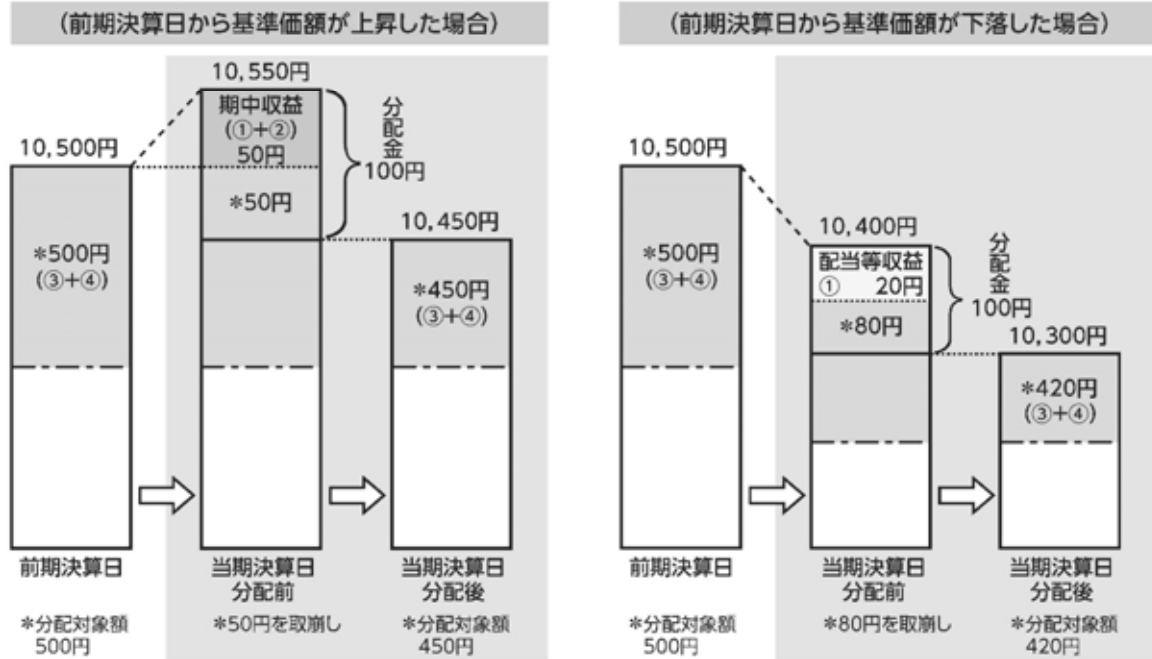 (前期決算日から基準価額が上昇した場合)
10,550円
期中収益
(①+②)
50円
*50円
分配金
100円
10,500円
*500円
(③+④)
10,450円
*450円
(③+④)
前期決算日
当期決算日
分配前
当期決算日
分配後
*分配対象額
500円
*50円を取崩し
*分配対象額
450円
(前期決算日から基準価額が下落した場合)
10,500円
*500円
(③+④)
10,400円
配当等収益
① 20円
*80円
分配金
100円
10,300円
*420円
(③+④)
前期決算日
当期決算日
分配前
当期決算日
分配後
*分配対象額
500円
*80円を取崩し
*分配対象額
420円